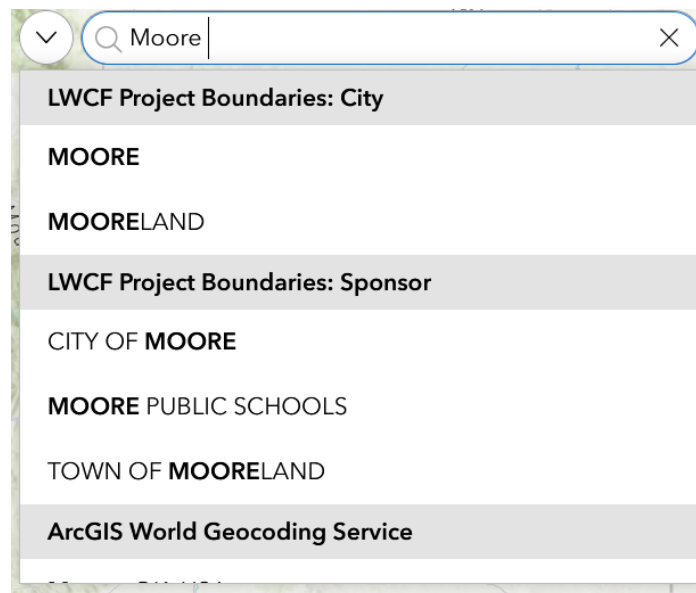 Moore
LWCF Project Boundaries: City
MOORE
MOORELAND
LWCF Project Boundaries: Sponsor
CITY OF MOORE
MOORE PUBLIC SCHOOLS
TOWN OF MOORELAND
ArcGIS World Geocoding Service